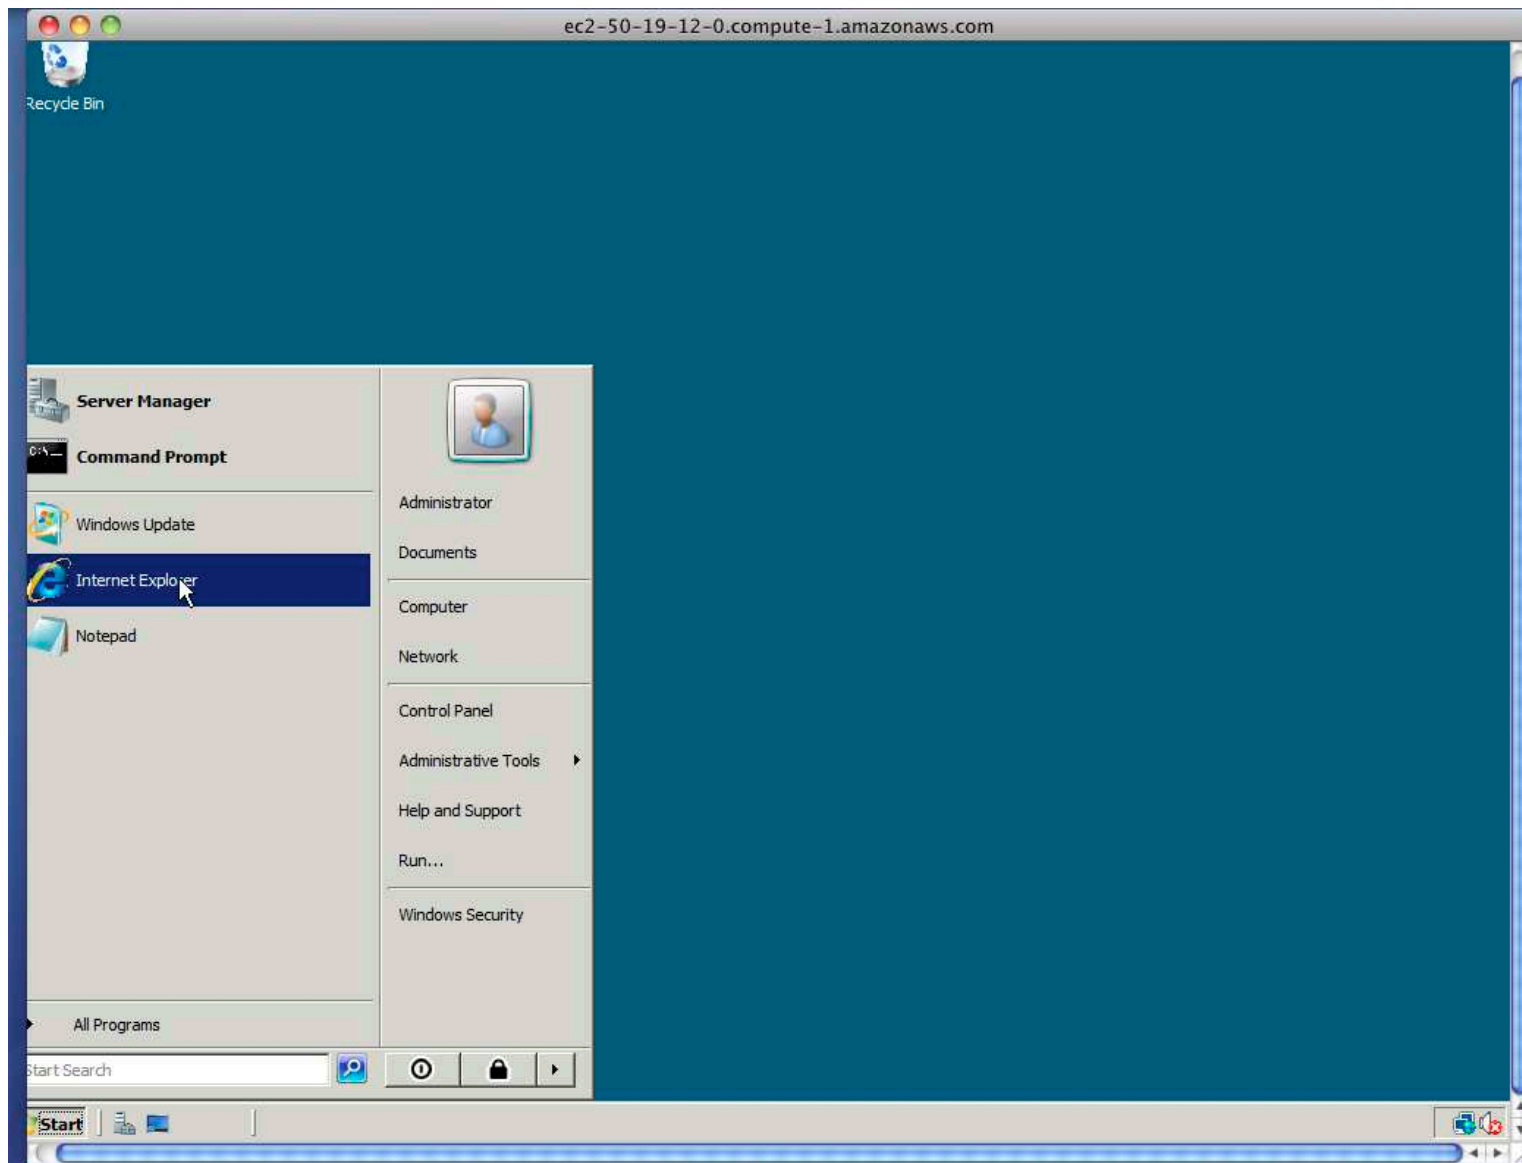 ec2-50-19-12-0.compute-1.amazonaws.com
Recycle Bin
Server Manager
Command Prompt
Windows Update
Internet Explorer
Notepad
All Programs
Start Search
Administrator
Documents
Computer
Network
Control Panel
Administrative Tools
Help and Support
Run...
Windows Security
Start